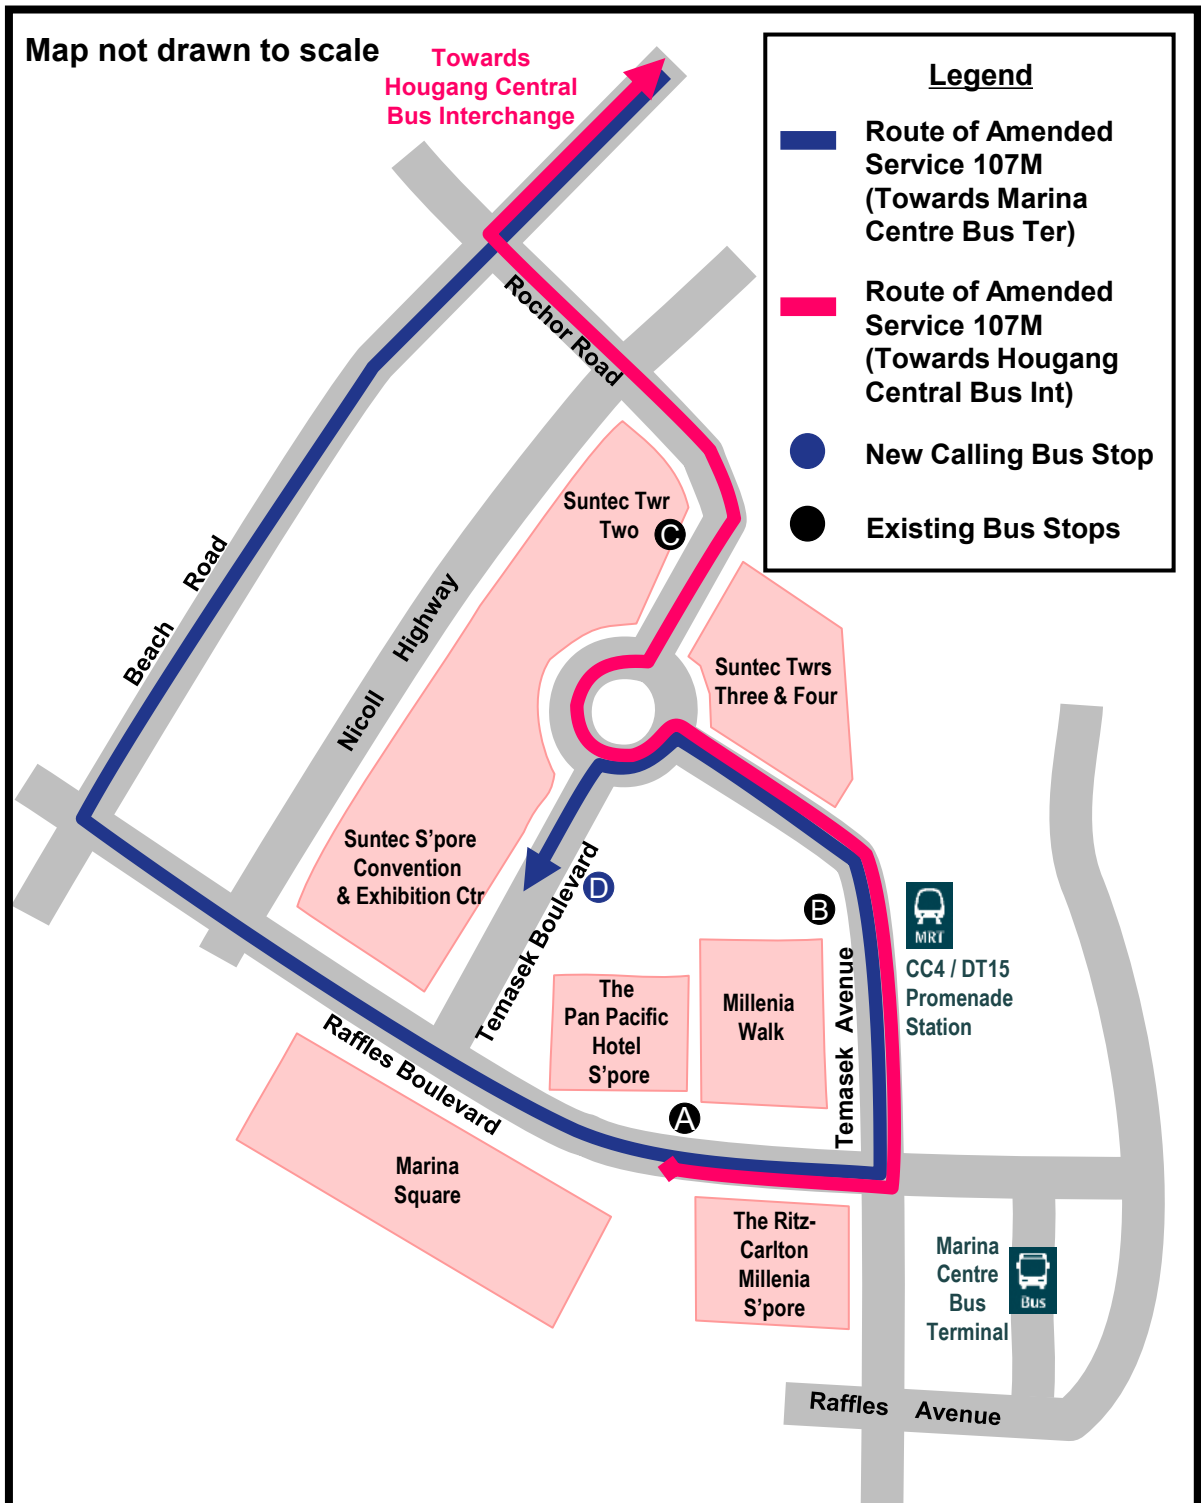 Map not drawn to scale
Towards
Hougang Central
Bus Interchange
Legend
Route of Amended
Service 107M
(Towards Marina
Centre Bus Ter)
Route of Amended
Service 107M
(Towards Hougang
Central Bus Int)
New Calling Bus Stop
Existing Bus Stops
Rochor Road
Suntec Twr
Two
C
Beach Road
Nicoll Highway
Suntec Twrs
Three & Four
Suntec S'pore
Convention
& Exhibition Ctr
Temasek Boulevard
D
B
MRT
CC4 / DT15
Promenade
Station
Temasek Avenue
The
Pan Pacific
Hotel
S'pore
Millenia
Walk
A
Raffles Boulevard
Marina
Square
The Ritz-
Carlton
Millenia
S'pore
Marina
Centre
Bus
Terminal
Bus
Raffles Avenue